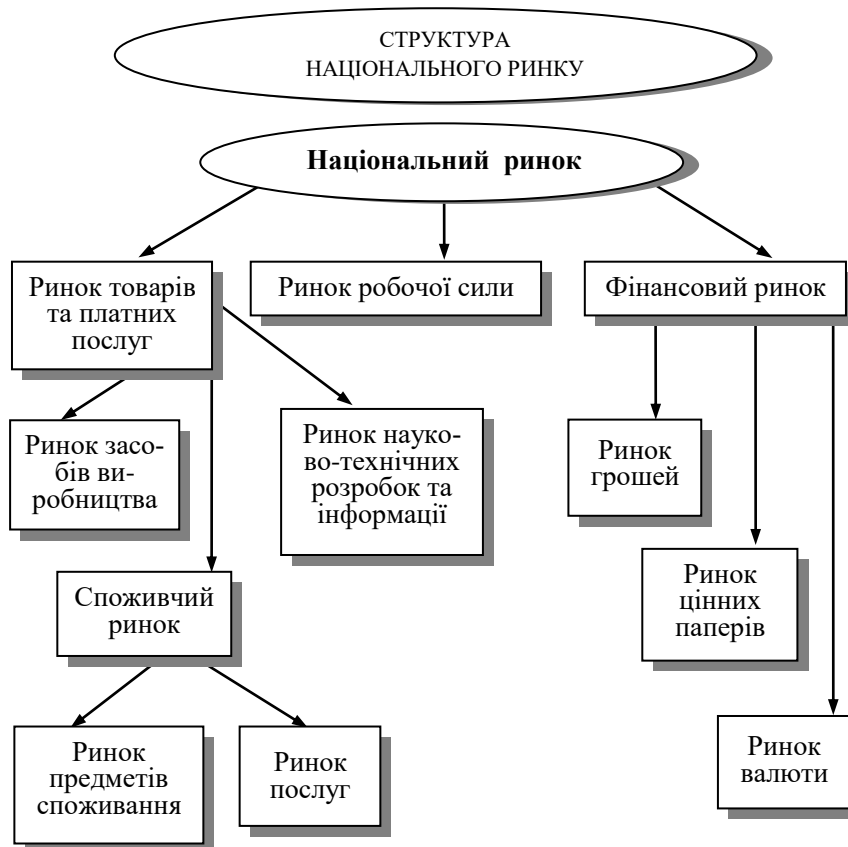 СТРУКТУРА
НАЦІОНАЛЬНОГО РИНКУ
Національний ринок
Ринок товарів
та платних
послуг
Ринок робочої сили
Фінансовий ринок
Ринок засо-
бів ви-
робництва
Ринок науко-
во-технічних
розробок та
інформації
Ринок
грошей
Споживчий
ринок
Ринок
цінних
паперів
Ринок
предметів
споживання
Ринок
послуг
Ринок
валюти